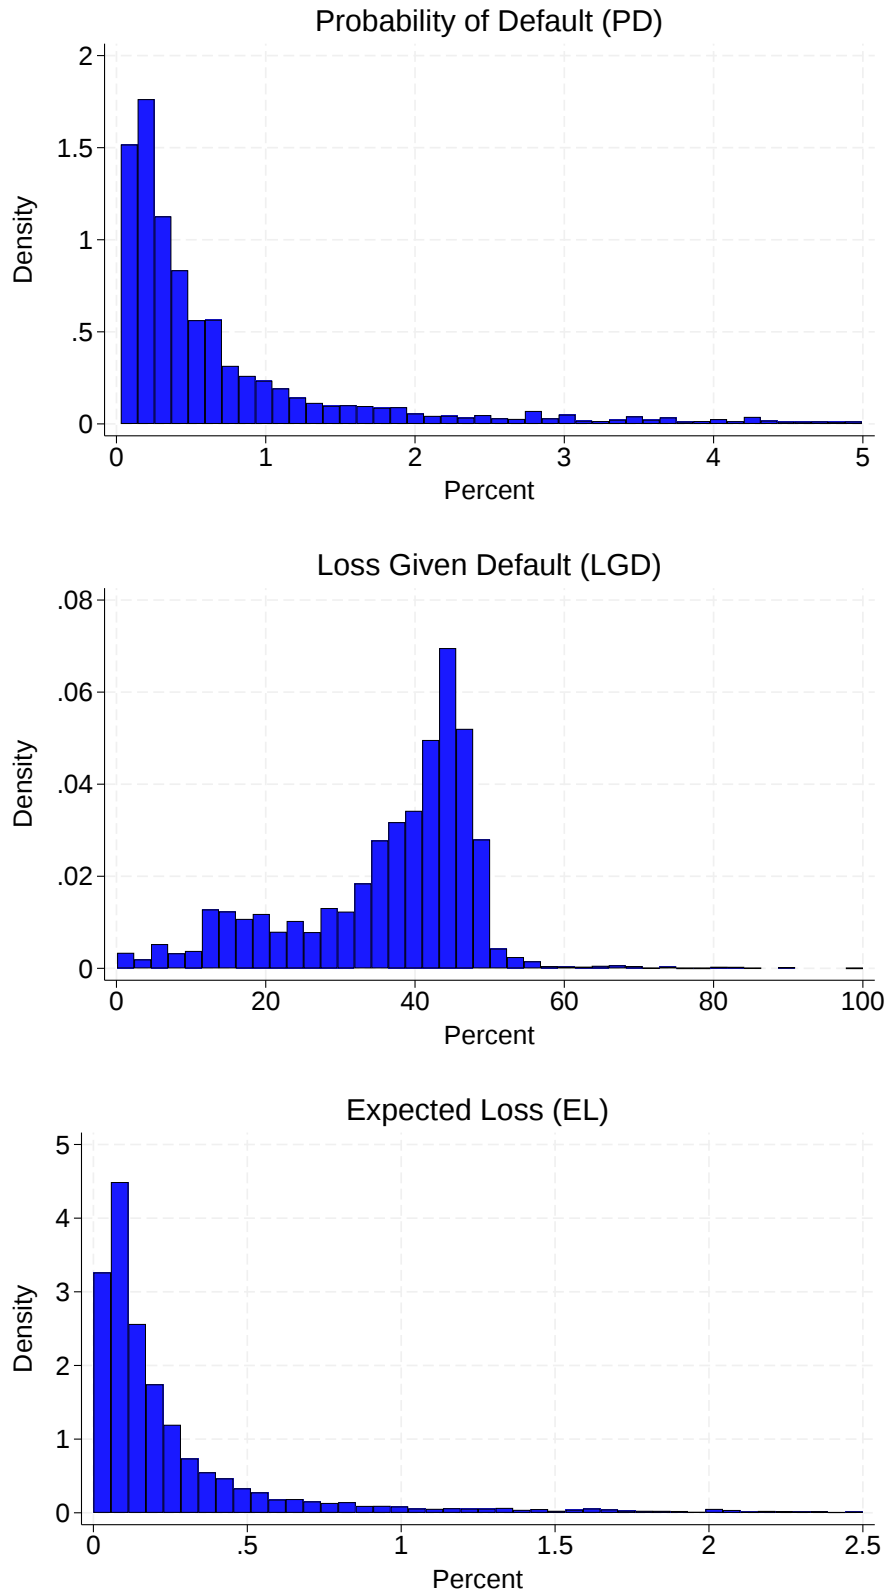 Probability of Default (PD)
2
1.5
1
.5
0
Density
0 1 2 3 4 5
Percent
Loss Given Default (LGD)
.08
.06
.04
.02
0
Density
0 20 40 60 80 100
Percent
Expected Loss (EL)
5
4
3
2
1
0
Density
0 .5 1 1.5 2 2.5
Percent